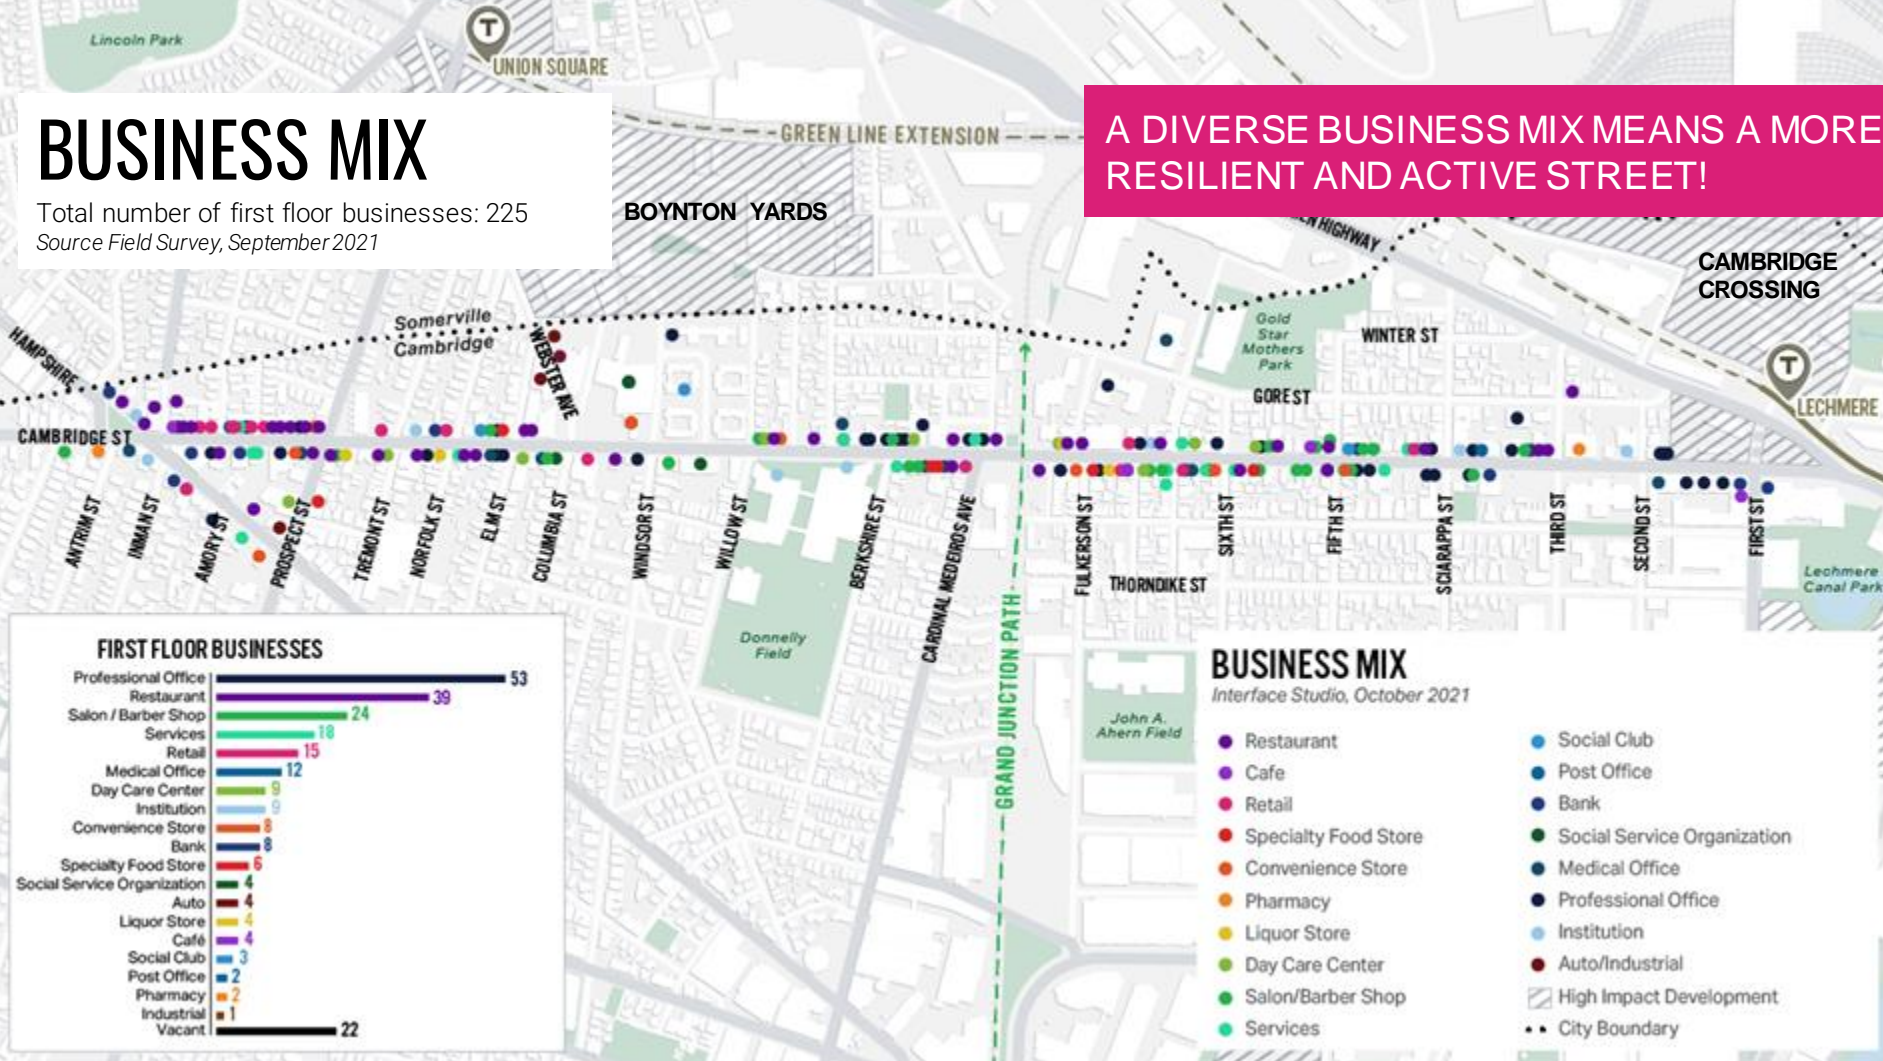 Lincoln Park
T
UNION SQUARE
BUSINESS MIX
Total number of first floor businesses: 225
Source Field Survey, September 2021
GREEN LINE EXTENSION
A DIVERSE BUSINESS MIX MEANS A MORE
RESILIENT AND ACTIVE STREET!
BOYNTON YARDS
HIGHWAY
CAMBRIDGE
CROSSING
Somerville
Cambridge
HAMPSHIRE
WEBSTER AVE
Gold
Star
Mothers
Park
WINTER ST
GORE ST
T
LECHMERE
CAMBRIDGE ST
ANTRIM ST
INMAN ST
AMORY ST
PROSPECT ST
TREMONT ST
NORFOLK ST
ELM ST
COLUMBIA ST
WINDSOR ST
WILLOW ST
BERKSHIRE ST
CARDINAL MEDEIROS AVE
FULKERSON ST
SIXTH ST
FIFTH ST
SCIARAPPA ST
THIRD ST
SECOND ST
FIRST ST
THORNDIKE ST
Lechmere
Canal Park
Donnelly
Field
GRAND JUNCTION PATH
John A.
Ahern Field
FIRST FLOOR BUSINESSES
Professional Office 53
Restaurant 39
Salon / Barber Shop 24
Services 18
Retail 15
Medical Office 12
Day Care Center 9
Institution 9
Convenience Store 8
Bank 8
Specialty Food Store 6
Social Service Organization 4
Auto 4
Liquor Store 4
Café 4
Social Club 3
Post Office 2
Pharmacy 2
Industrial 1
Vacant 22
BUSINESS MIX
Interface Studio, October 2021
Restaurant
Cafe
Retail
Specialty Food Store
Convenience Store
Pharmacy
Liquor Store
Day Care Center
Salon/Barber Shop
Services
Social Club
Post Office
Bank
Social Service Organization
Medical Office
Professional Office
Institution
Auto/Industrial
High Impact Development
City Boundary